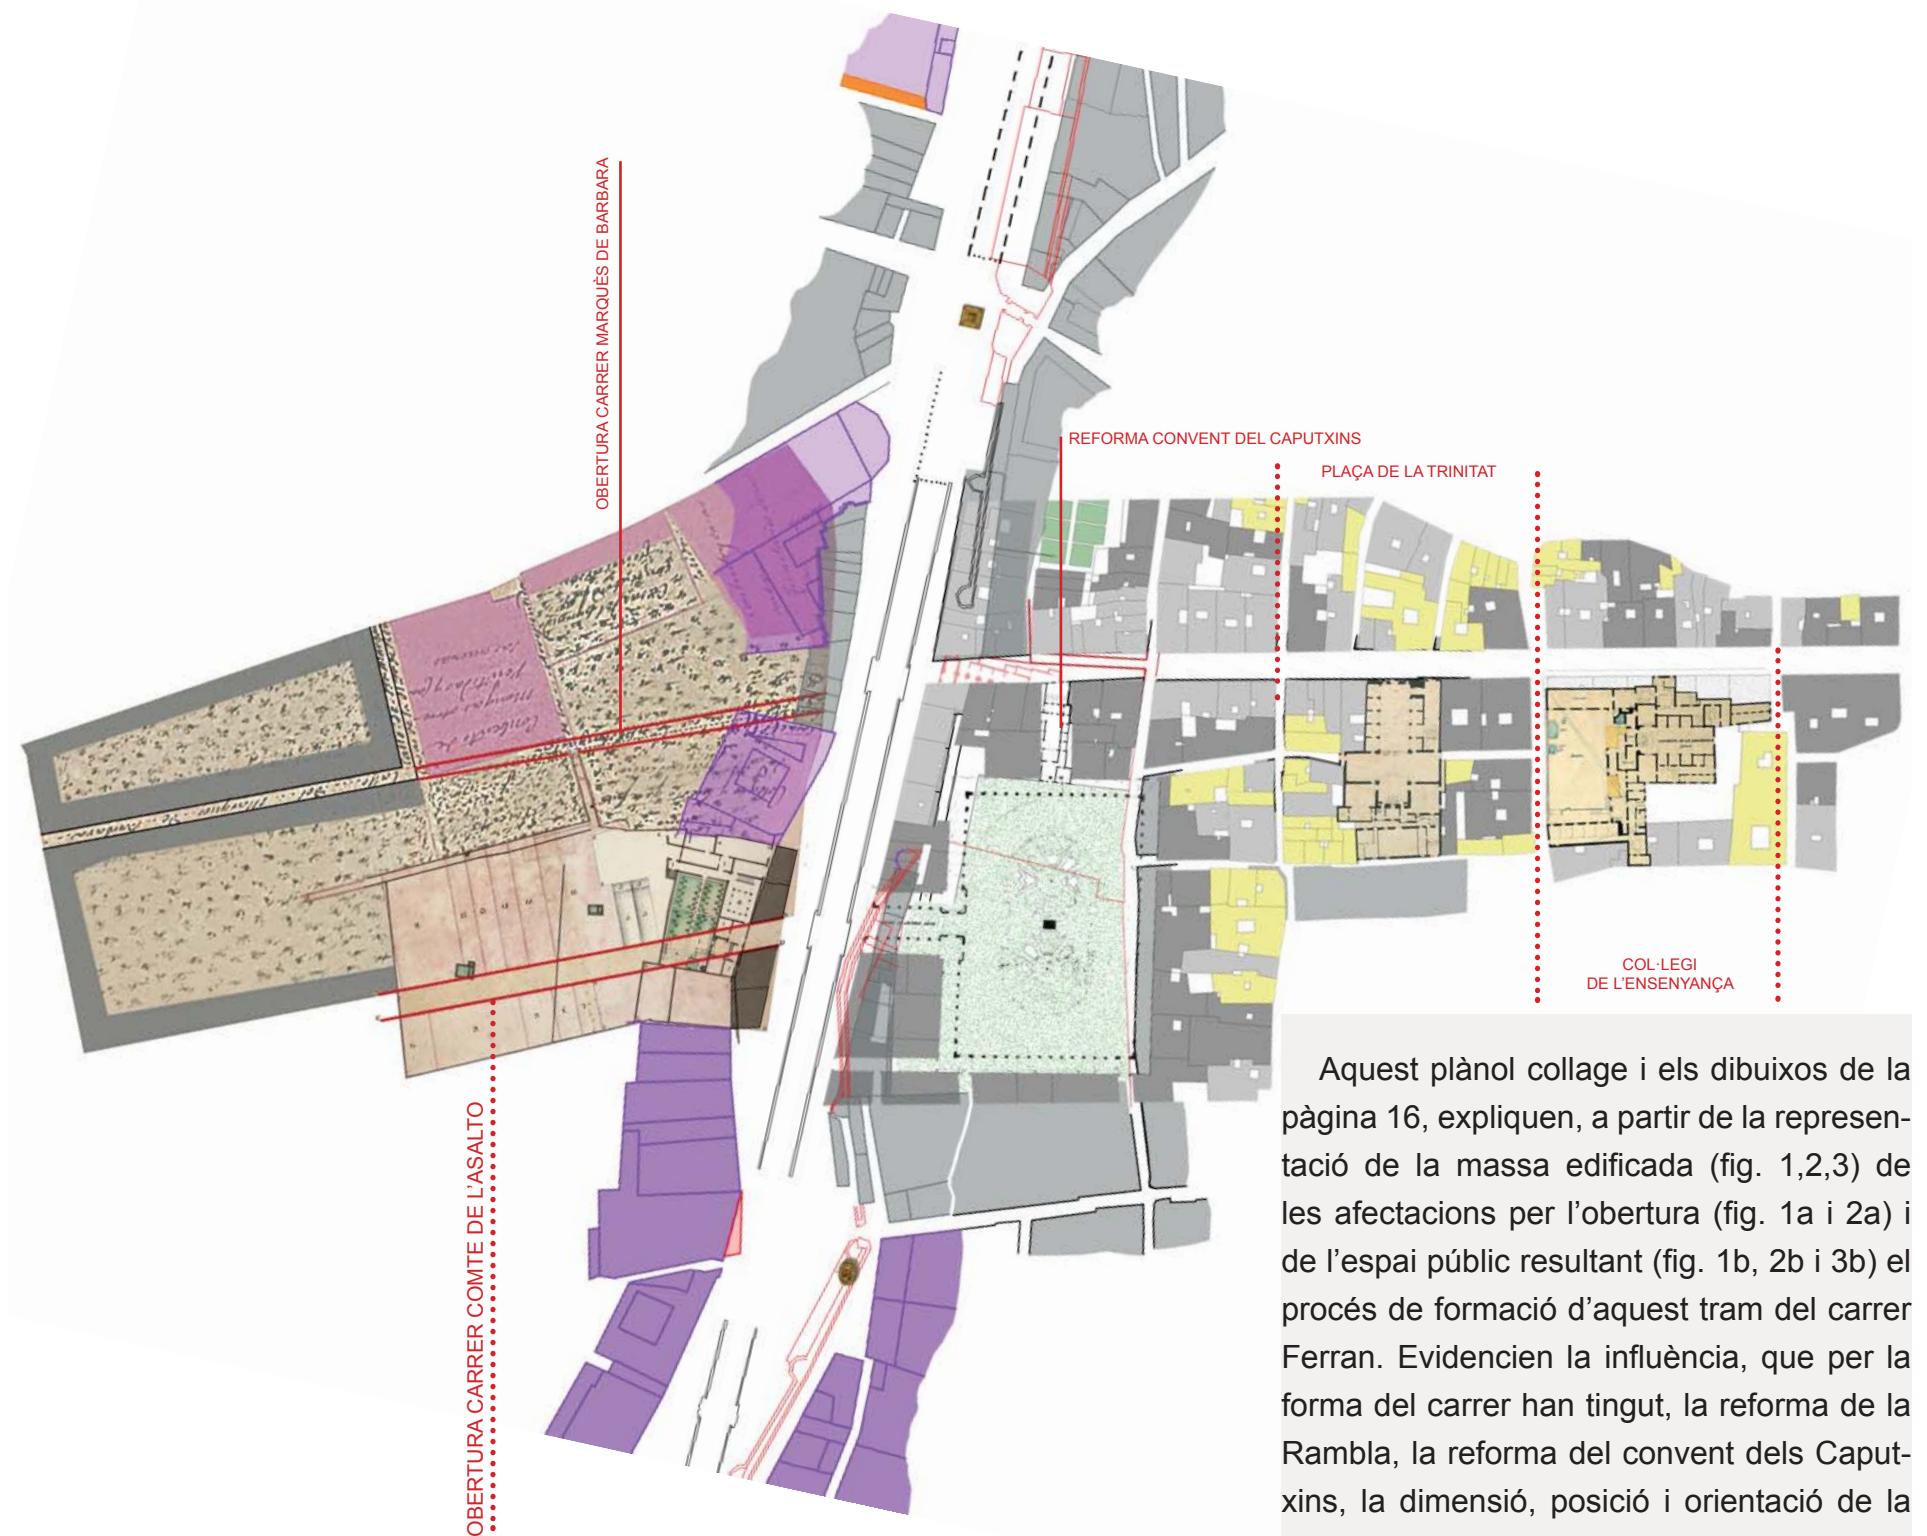 OBERTURA CARRER MARQUÈS DE BARBARA
REFORMA CONVENT DEL CAPUTXINS
PLAÇA DE LA TRINITAT
COL·LEGI
DE L'ENSENYANÇA
OBERTURA CARRER COMTE DE L'ASALTO
Aquest plànol collage i els dibuixos de la
pàgina 16, expliquen, a partir de la represen-
tació de la massa edificada (fig. 1,2,3) de
les afectacions per l'obertura (fig. 1a i 2a) i
de l'espai públic resultant (fig. 1b, 2b i 3b) el
procés de formació d'aquest tram del carrer
Ferran. Evidencien la influència, que per la
forma del carrer han tingut, la reforma de la
Rambla, la reforma del convent dels Caput-
xins, la dimensió, posició i orientació de la